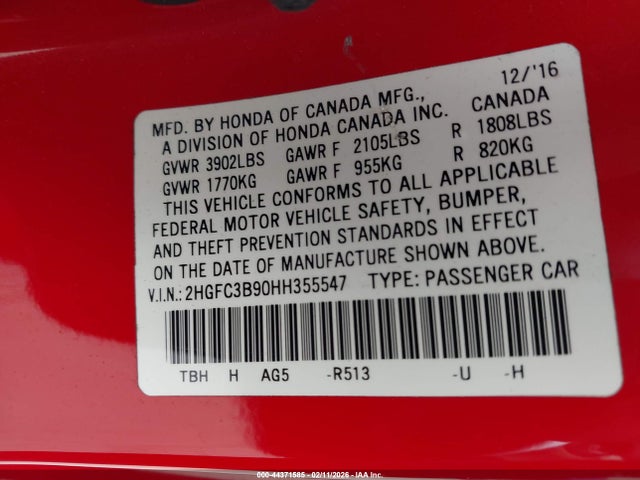 12/'16
MFD. BY HONDA OF CANADA MFG., CANADA
A DIVISION OF HONDA CANADA INC.
GVWR 3902LBS GAWR F 2105LBS R 1808LBS
GVWR 1770KG GAWR F 955KG R 820KG
THIS VEHICLE CONFORMS TO ALL APPLICABLE
FEDERAL MOTOR VEHICLE SAFETY, BUMPER,
AND THEFT PREVENTION STANDARDS IN EFFECT
ON THE DATE OF MANUFACTURE SHOWN ABOVE.
V.I.N.: 2HGFC3B90HH355547 TYPE: PASSENGER CAR
TBH H AG5 -R513 -U -H
000-44371585 - 02/11/2026 - IAA Inc.